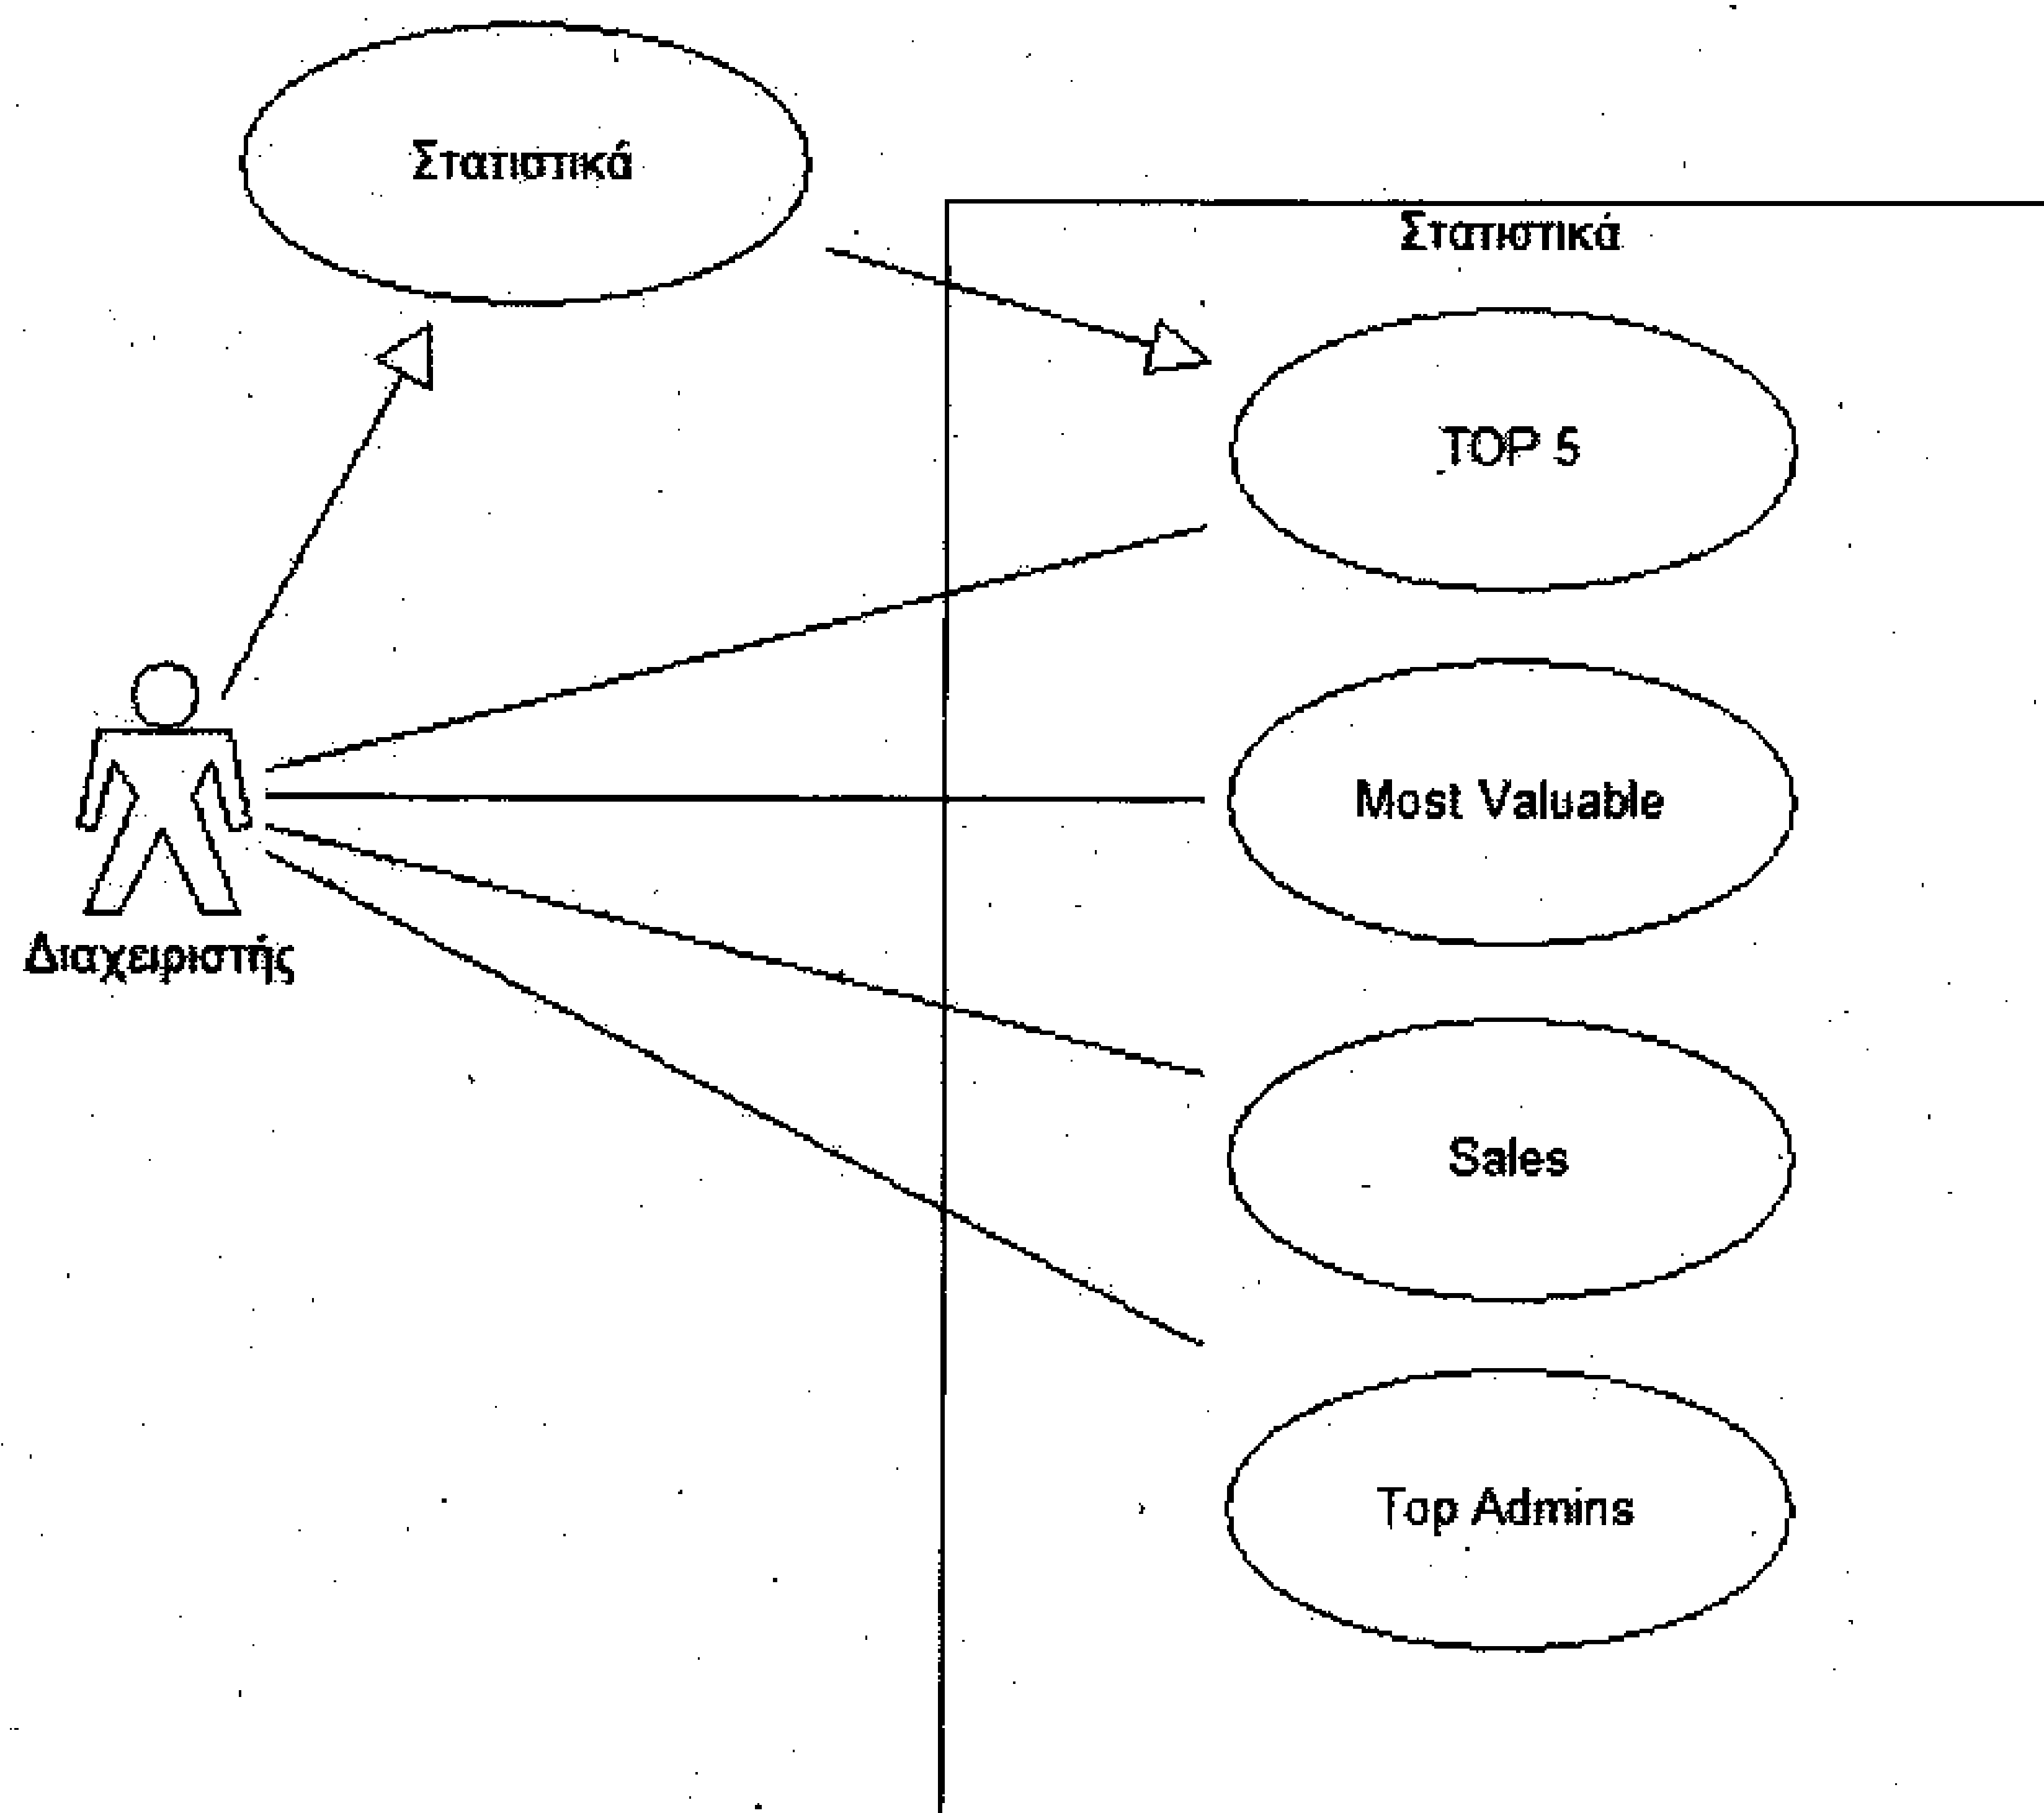 Στατιστικά
Στατιστικά
TOP 5
Most Valuable
Διαχειριστής
Sales
Top Admins